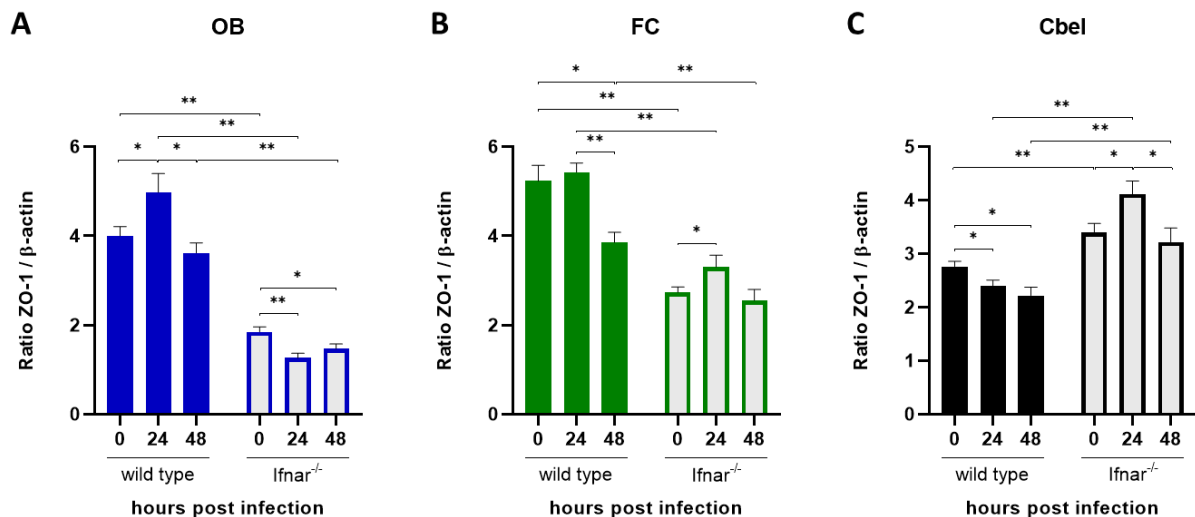 A
OB
**
**
*
*
**
6
4
2
0
Ratio ZO-1 / β-actin
*
**
0 24 48 0 24 48
wild type Ifnar-/-
hours post infection
B
FC
*
**
**
**
**
6
4
2
0
Ratio ZO-1 / β-actin
*
0 24 48 0 24 48
wild type Ifnar-/-
hours post infection
C
Cbel
**
**
**
*
*
5
4
3
2
1
0
Ratio ZO-1 / β-actin
*
*
0 24 48 0 24 48
wild type Ifnar-/-
hours post infection